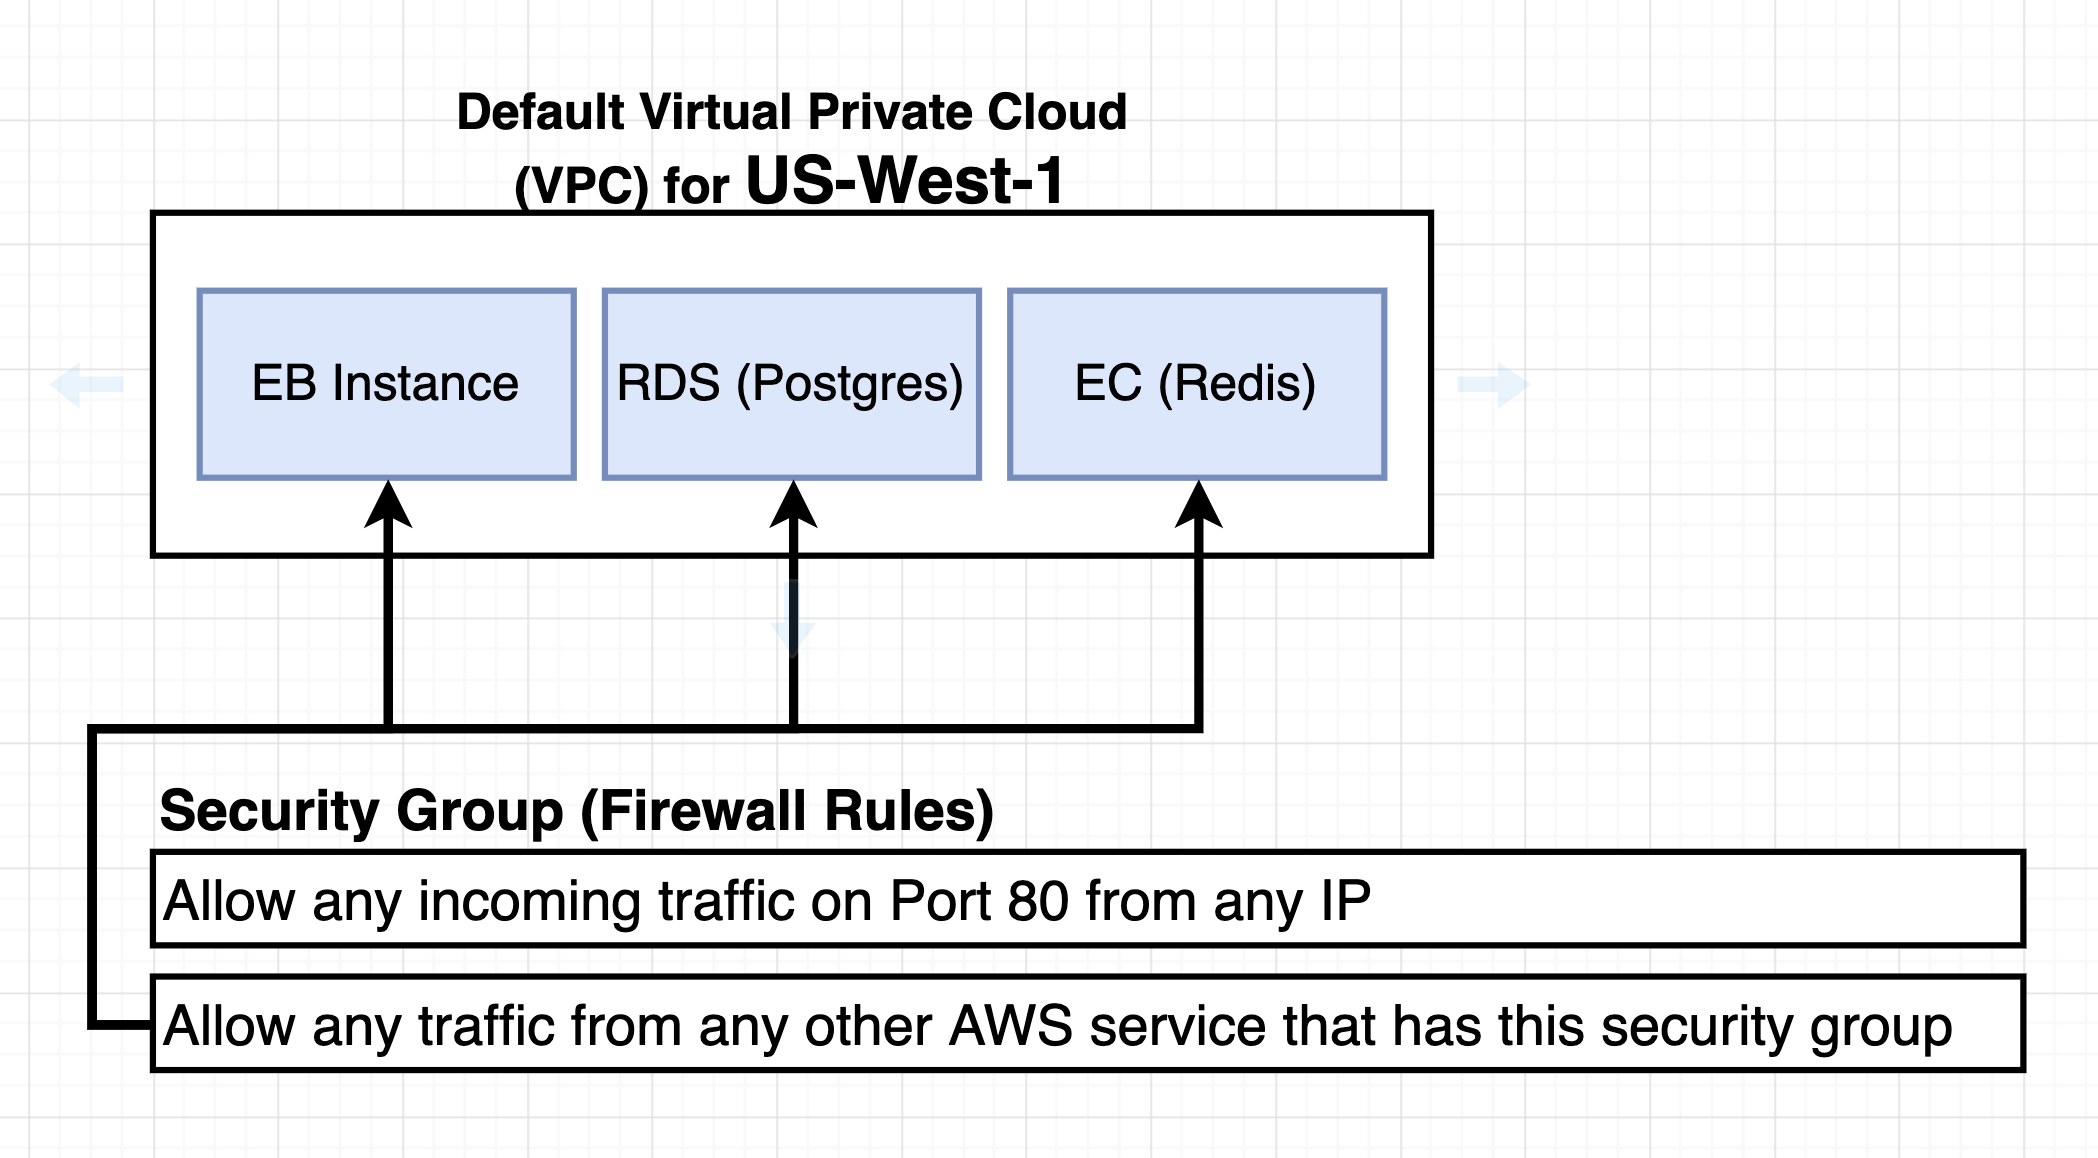 Default Virtual Private Cloud
(VPC) for US-West-1
EB Instance
RDS (Postgres)
EC (Redis)
Security Group (Firewall Rules)
Allow any incoming traffic on Port 80 from any IP
Allow any traffic from any other AWS service that has this security group